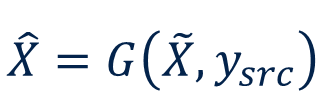 X̂ = G(X̃, y_src)